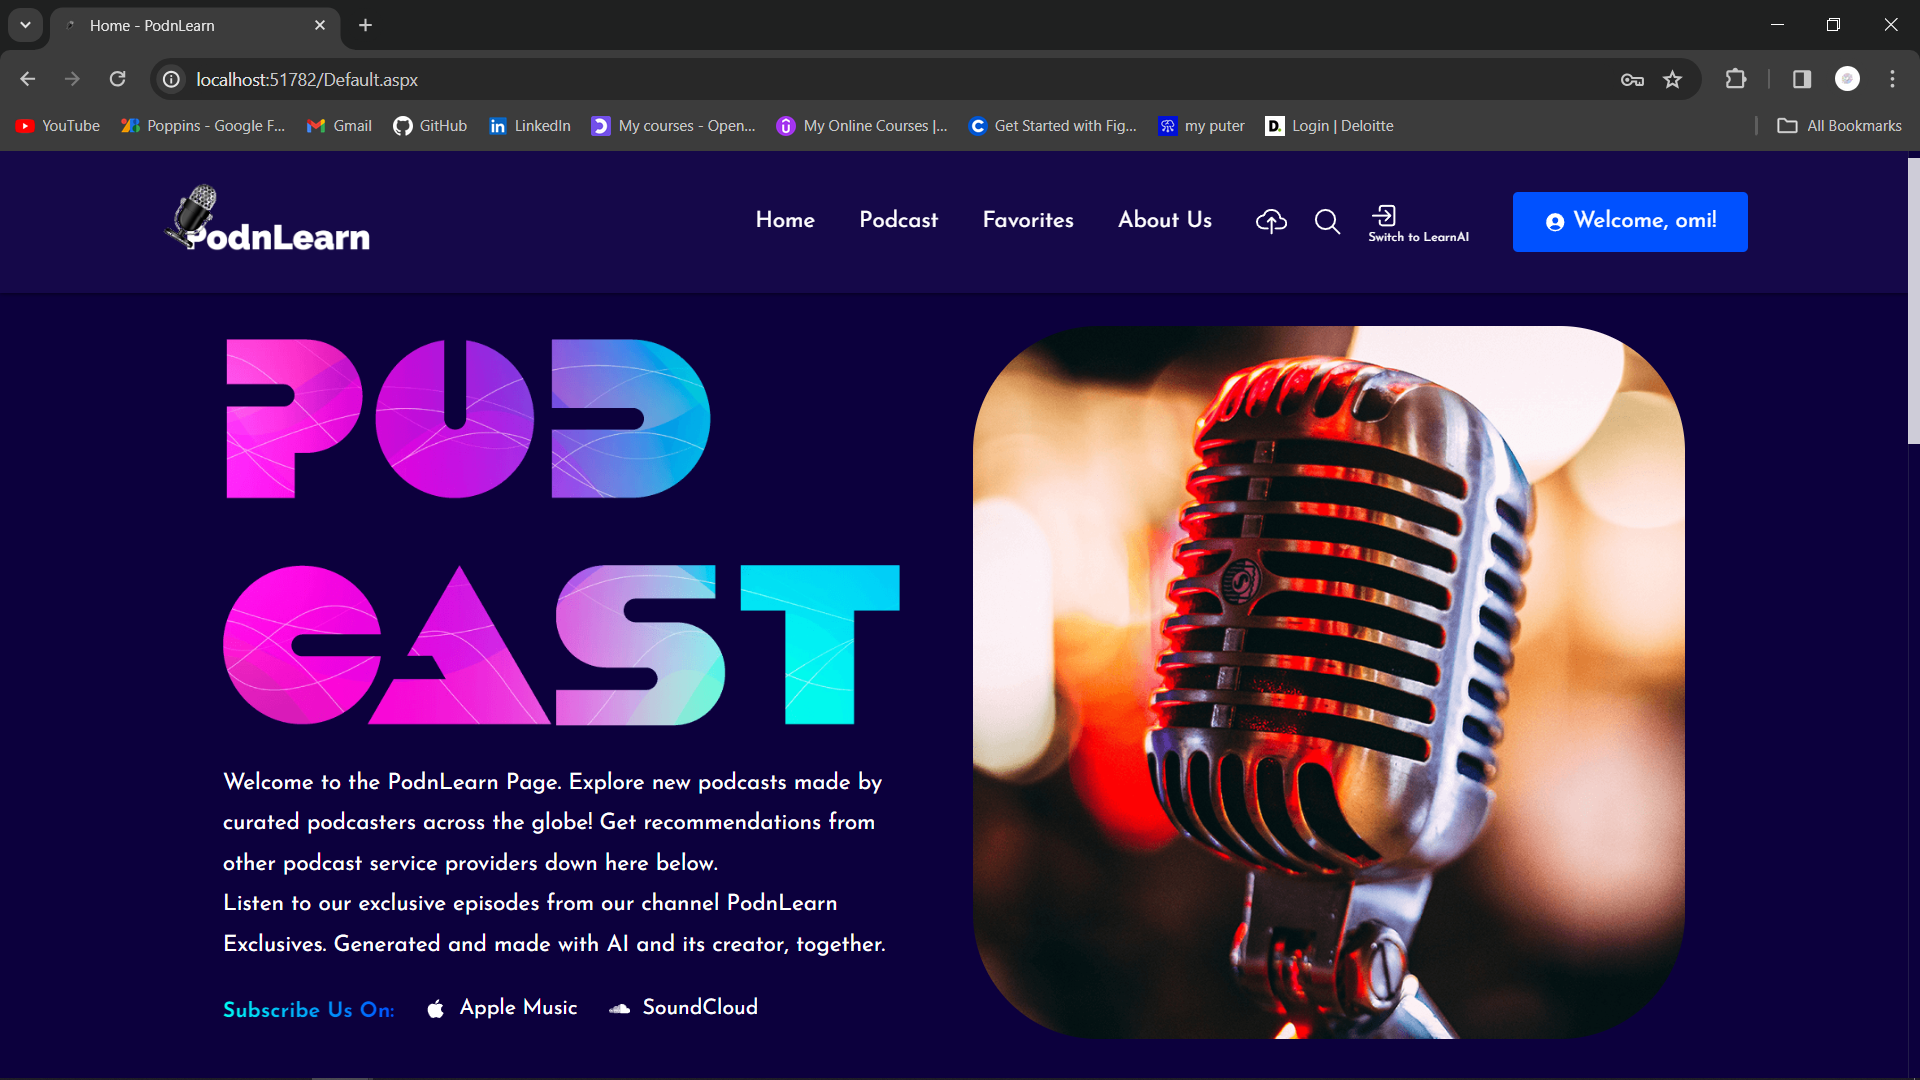 Home - PodnLearn
localhost:51782/Default.aspx
YouTube
Poppins - Google F...
Gmail
GitHub
LinkedIn
My courses - Open...
My Online Courses |...
Get Started with Fig...
my puter
Login | Deloitte
All Bookmarks
PodnLearn
Home
Podcast
Favorites
About Us
Switch to LearnAI
Welcome, omi!
POD
CAST
Welcome to the PodnLearn Page. Explore new podcasts made by
curated podcasters across the globe! Get recommendations from
other podcast service providers down here below.
Listen to our exclusive episodes from our channel PodnLearn
Exclusives. Generated and made with AI and its creator, together.
Subscribe Us On:
Apple Music
SoundCloud